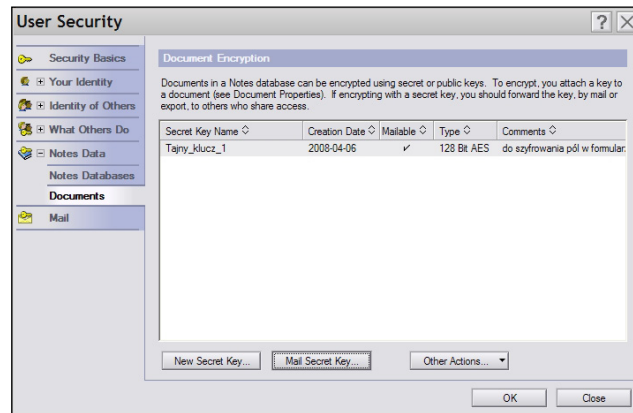 User Security
?
Security Basics
Your Identity
Identity of Others
What Others Do
Notes Data
Notes Databases
Documents
Mail
Document Encryption
Documents in a Notes database can be encrypted using secret or public keys. To encrypt, you attach a key to
a document (see Document Properties). If encrypting with a secret key, you should forward the key, by mail or
export, to others who share access.
Secret Key Name Creation Date Mailable Type Comments
Tajny_klucz_1 2008-04-06 ✓ 128 Bit AES do szyfrowania pól w formular
New Secret Key... Mail Secret Key... Other Actions...
OK Close